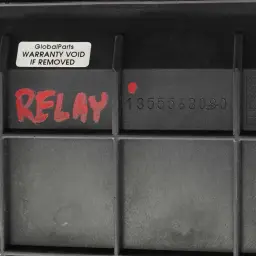 GlobalParts
WARRANTY VOID
IF REMOVED
RELAY